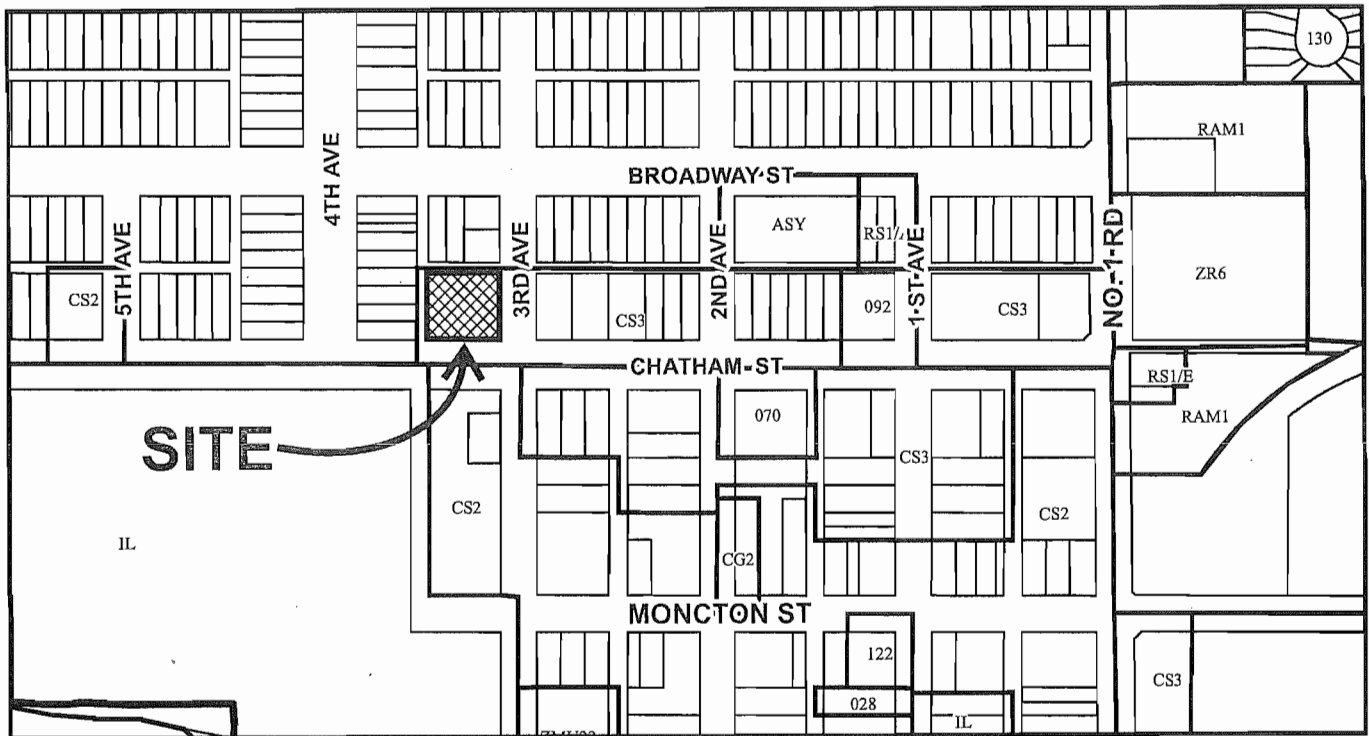 130
RAM1
4TH AVE
BROADWAY ST
5TH AVE
3RD AVE
2ND AVE
ASY
1 ST AVE
NO. 1 RD
CS2
CS3
092
CS3
ZR6
CHATHAM ST
SITE
RS1/E
RAM1
070
CS3
CS2
CS2
IL
CG2
MONCTON ST
122
028
IL
CS3